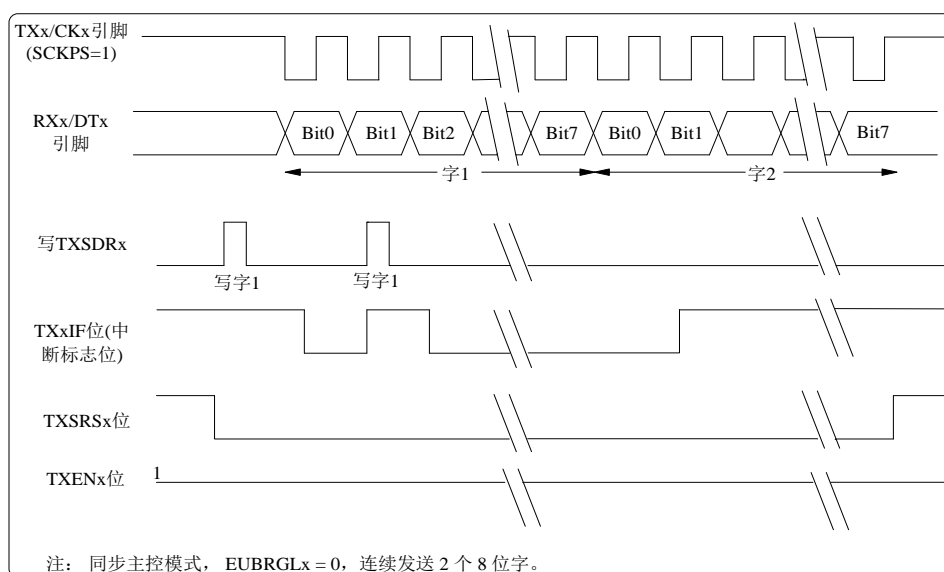 TXx/CKx引脚
(SCKPS=1)
RXx/DTx
引脚
Bit0 Bit1 Bit2 Bit7 Bit0 Bit1 Bit7
字1 字2
写TXSDRx
写字1 写字1
TXxIF位(中
断标志位)
TXSRSx位
TXENx位 1
注： 同步主控模式， EUBRGLx = 0，连续发送 2 个 8 位字。